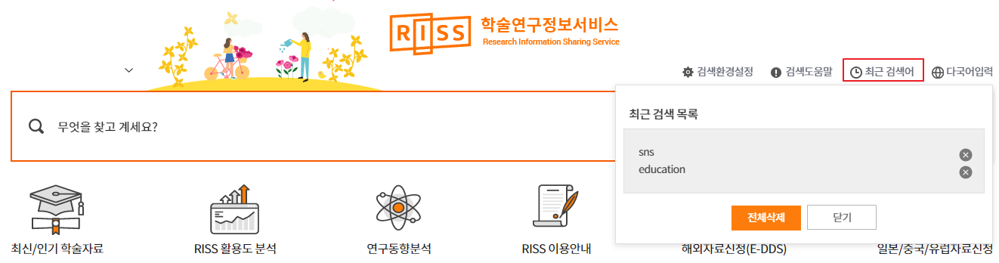 RISS 학술연구정보서비스
Research Information Sharing Service
검색환경설정 검색도움말 최근 검색어 다국어입력
무엇을 찾고 계세요?
최근 검색 목록
sns
education
전체삭제 닫기
최신/인기 학술자료 RISS 활용도 분석 연구동향분석 RISS 이용안내 해외자료신청(E-DDS) 일본/중국/유럽자료신청